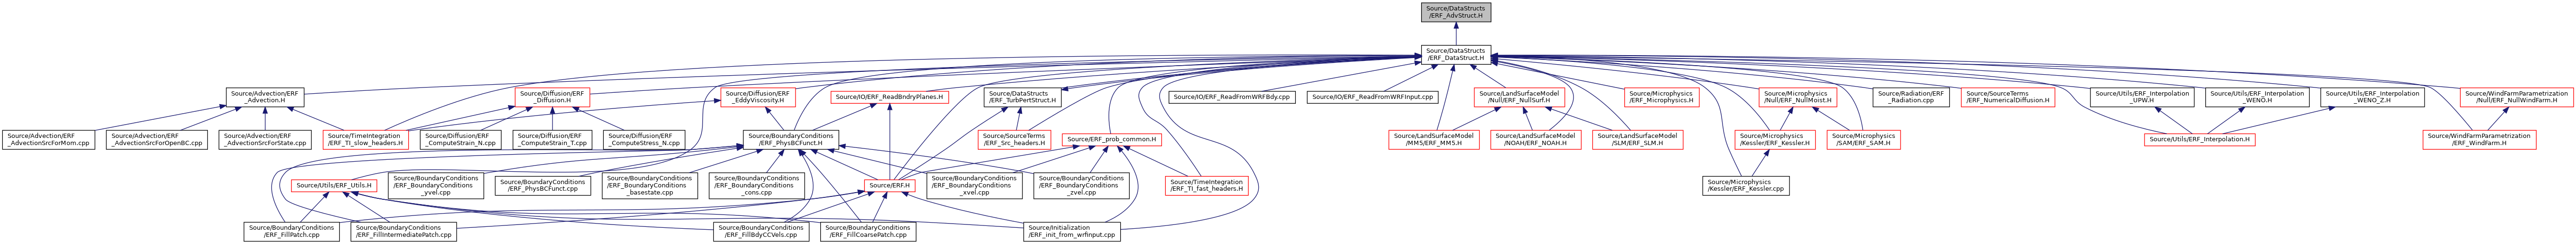 Source/DataStructs
/ERF_AdvStruct.H
Source/DataStructs
/ERF_DataStruct.H
Source/Advection/ERF
_Advection.H
Source/Diffusion/ERF
_Diffusion.H
Source/Diffusion/ERF
_EddyViscosity.H
Source/IO/ERF_ReadBndryPlanes.H
Source/DataStructs
/ERF_TurbPertStruct.H
Source/IO/ERF_ReadFromWRFBdy.cpp
Source/IO/ERF_ReadFromWRFInput.cpp
Source/LandSurfaceModel
/Null/ERF_NullSurf.H
Source/Microphysics
/ERF_Microphysics.H
Source/Microphysics
/Null/ERF_NullMoist.H
Source/Radiation/ERF
_Radiation.cpp
Source/SourceTerms
/ERF_NumericalDiffusion.H
Source/Utils/ERF_Interpolation
_UPW.H
Source/Utils/ERF_Interpolation
_WENO.H
Source/Utils/ERF_Interpolation
_WENO_Z.H
Source/WindFarmParametrization
/Null/ERF_NullWindFarm.H
Source/Advection/ERF
_AdvectionSrcForMom.cpp
Source/Advection/ERF
_AdvectionSrcForOpenBC.cpp
Source/Advection/ERF
_AdvectionSrcForState.cpp
Source/TimeIntegration
/ERF_TI_slow_headers.H
Source/Diffusion/ERF
_ComputeStrain_N.cpp
Source/Diffusion/ERF
_ComputeStrain_T.cpp
Source/Diffusion/ERF
_ComputeStress_N.cpp
Source/BoundaryConditions
/ERF_PhysBCFunct.H
Source/SourceTerms
/ERF_Src_headers.H
Source/ERF_prob_common.H
Source/LandSurfaceModel
/MM5/ERF_MM5.H
Source/LandSurfaceModel
/NOAH/ERF_NOAH.H
Source/LandSurfaceModel
/SLM/ERF_SLM.H
Source/Microphysics
/Kessler/ERF_Kessler.H
Source/Microphysics
/SAM/ERF_SAM.H
Source/Utils/ERF_Interpolation.H
Source/WindFarmParametrization
/ERF_WindFarm.H
Source/Utils/ERF_Utils.H
Source/BoundaryConditions
/ERF_BoundaryConditions
_yvel.cpp
Source/BoundaryConditions
/ERF_PhysBCFunct.cpp
Source/BoundaryConditions
/ERF_BoundaryConditions
_basestate.cpp
Source/BoundaryConditions
/ERF_BoundaryConditions
_cons.cpp
Source/ERF.H
Source/BoundaryConditions
/ERF_BoundaryConditions
_xvel.cpp
Source/BoundaryConditions
/ERF_BoundaryConditions
_zvel.cpp
Source/TimeIntegration
/ERF_TI_fast_headers.H
Source/Microphysics
/Kessler/ERF_Kessler.cpp
Source/BoundaryConditions
/ERF_FillPatch.cpp
Source/BoundaryConditions
/ERF_FillIntermediatePatch.cpp
Source/BoundaryConditions
/ERF_FillBdyCCVels.cpp
Source/BoundaryConditions
/ERF_FillCoarsePatch.cpp
Source/Initialization
/ERF_init_from_wrfinput.cpp